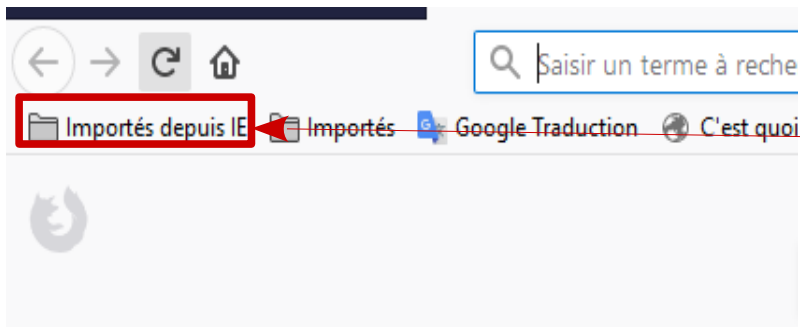 Saisir un terme à reche
Importés depuis IE Importés Google Traduction C'est quoi